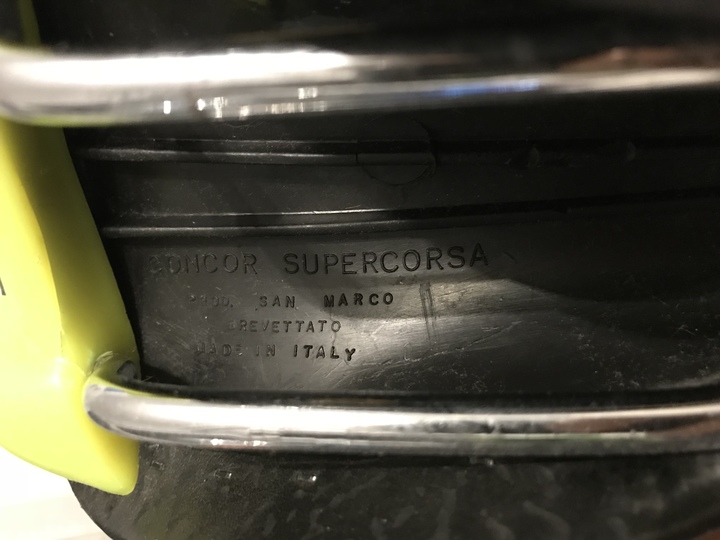 CONCOR SUPERCORSA
SAN MARCO
BREVETTATO
MADE IN ITALY